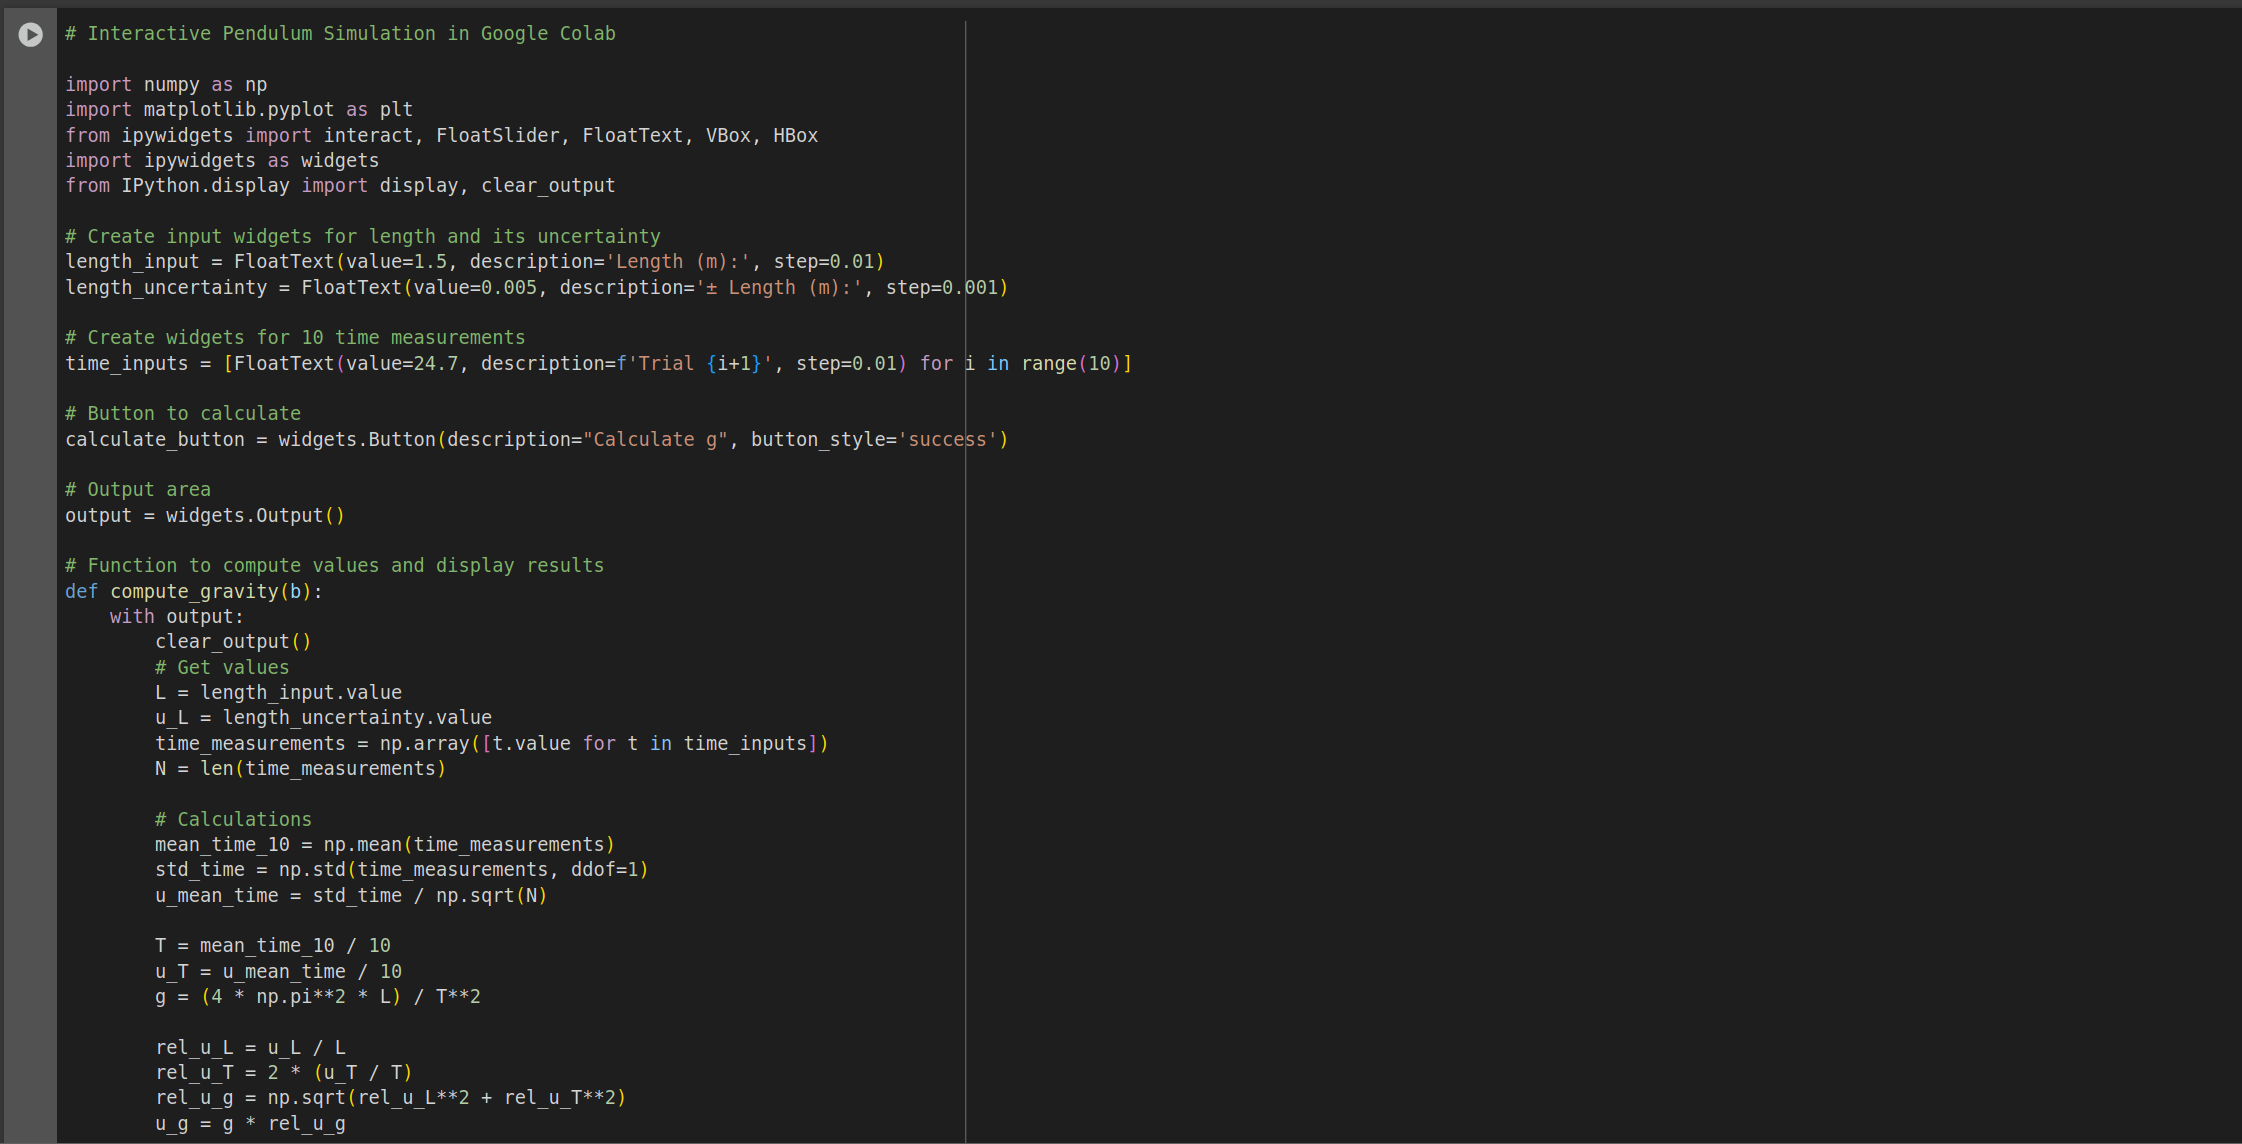 # Interactive Pendulum Simulation in Google Colab

import numpy as np
import matplotlib.pyplot as plt
from ipywidgets import interact, FloatSlider, FloatText, VBox, HBox
import ipywidgets as widgets
from IPython.display import display, clear_output

# Create input widgets for length and its uncertainty
length_input = FloatText(value=1.5, description='Length (m):', step=0.01)
length_uncertainty = FloatText(value=0.005, description='± Length (m):', step=0.001)

# Create widgets for 10 time measurements
time_inputs = [FloatText(value=24.7, description=f'Trial {i+1}', step=0.01) for i in range(10)]

# Button to calculate
calculate_button = widgets.Button(description="Calculate g", button_style='success')

# Output area
output = widgets.Output()

# Function to compute values and display results
def compute_gravity(b):
    with output:
        clear_output()
        # Get values
        L = length_input.value
        u_L = length_uncertainty.value
        time_measurements = np.array([t.value for t in time_inputs])
        N = len(time_measurements)

        # Calculations
        mean_time_10 = np.mean(time_measurements)
        std_time = np.std(time_measurements, ddof=1)
        u_mean_time = std_time / np.sqrt(N)

        T = mean_time_10 / 10
        u_T = u_mean_time / 10
        g = (4 * np.pi**2 * L) / T**2

        rel_u_L = u_L / L
        rel_u_T = 2 * (u_T / T)
        rel_u_g = np.sqrt(rel_u_L**2 + rel_u_T**2)
        u_g = g * rel_u_g